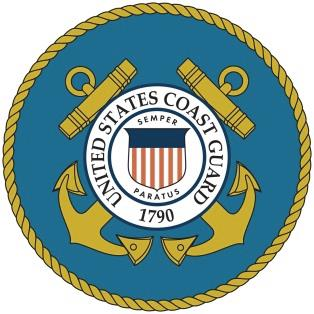 UNITED STATES COAST GUARD
SEMPER
PARATUS
1790